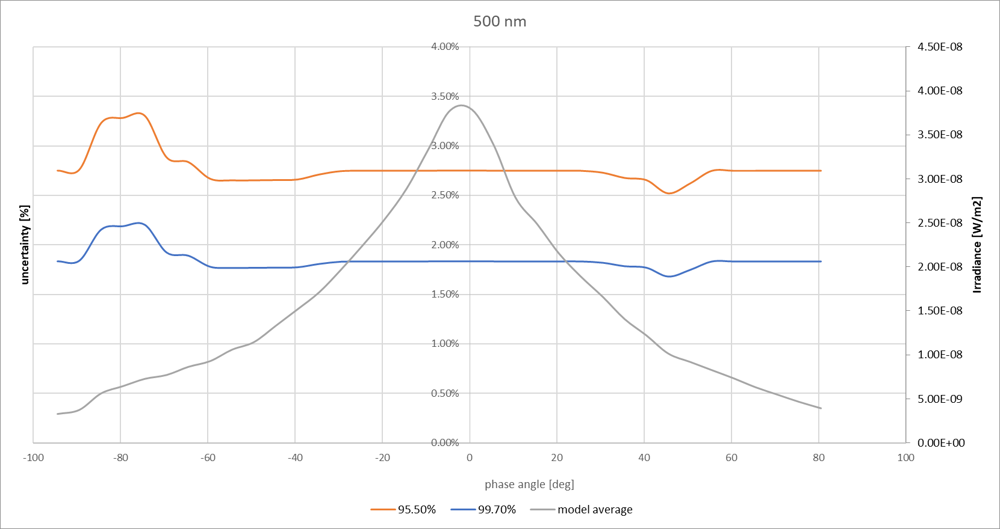 500 nm
4.00%
3.50%
3.00%
2.50%
2.00%
1.50%
1.00%
0.50%
0.00%
4.50E-08
4.00E-08
3.50E-08
3.00E-08
2.50E-08
2.00E-08
1.50E-08
1.00E-08
5.00E-09
0.00E+00
uncertainty [%]
Irradiance [W/m2]
-100 -80 -60 -40 -20 0 20 40 60 80 100
phase angle [deg]
95.50% 99.70% model average